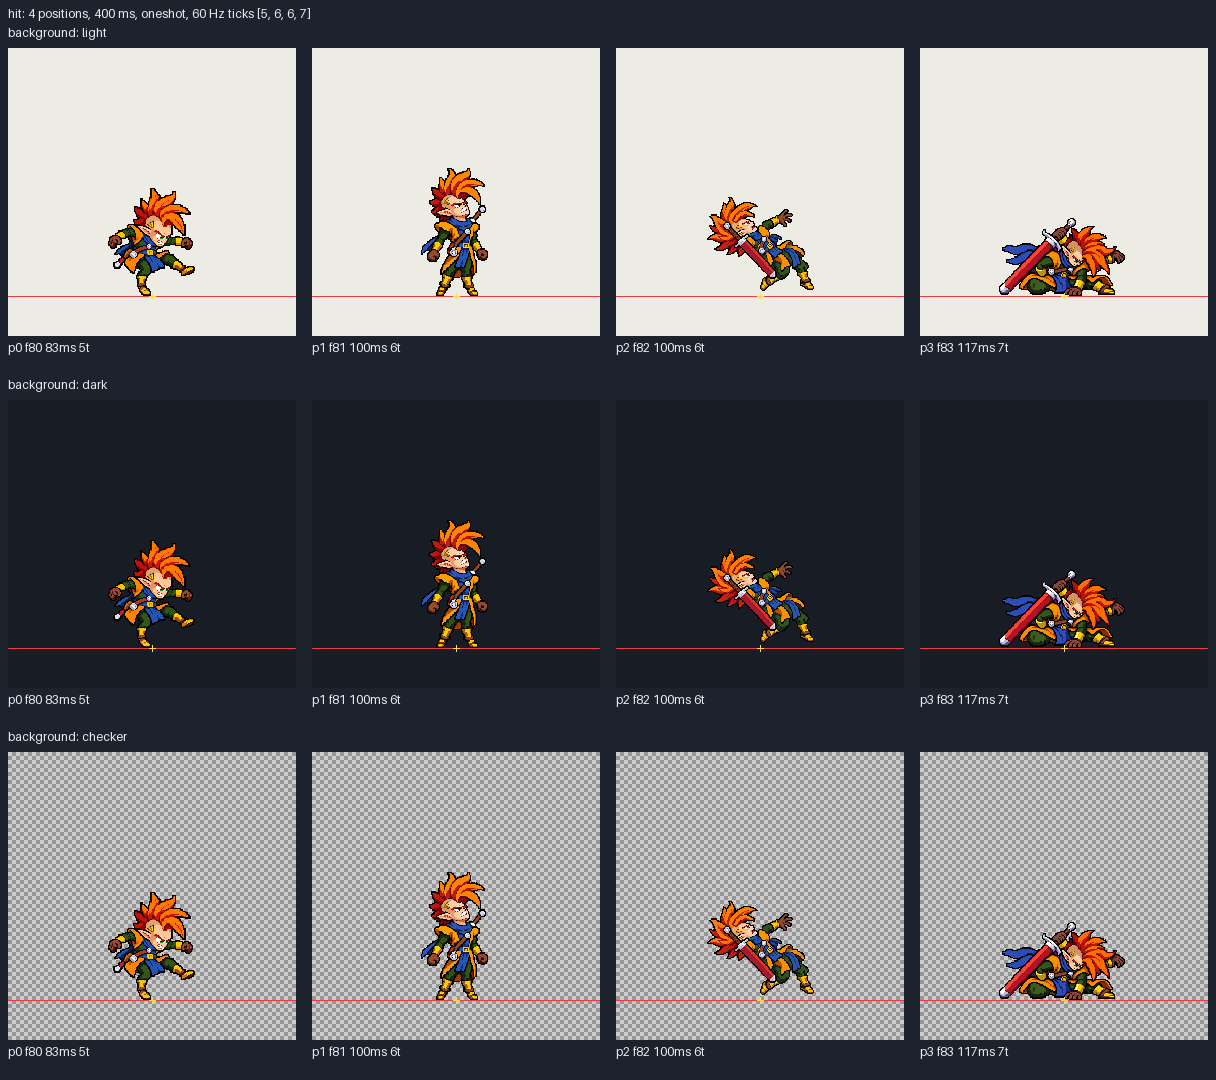 hit: 4 positions, 400 ms, oneshot, 60 Hz ticks [5, 6, 6, 7]
background: light
p0 f80 83ms 5t
p1 f81 100ms 6t
p2 f82 100ms 6t
p3 f83 117ms 7t
background: dark
p0 f80 83ms 5t
p1 f81 100ms 6t
p2 f82 100ms 6t
p3 f83 117ms 7t
background: checker
p0 f80 83ms 5t
p1 f81 100ms 6t
p2 f82 100ms 6t
p3 f83 117ms 7t